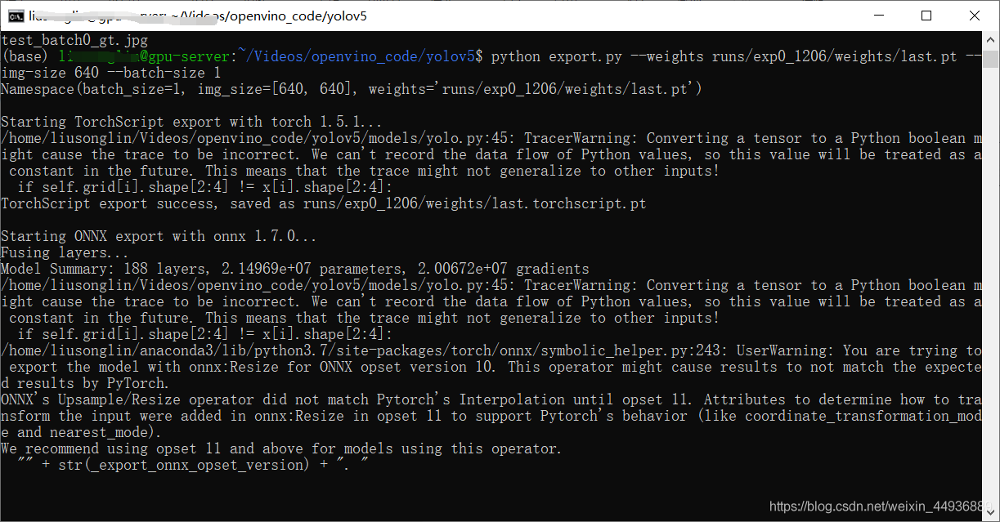 @gpu-server: ~/Videos/openvino_code/yolov5
test_batch0_gt.jpg
(base) @gpu-server:~/Videos/openvino_code/yolov5$ python export.py --weights runs/exp0_1206/weights/last.pt --
img-size 640 --batch-size 1
Namespace(batch_size=1, img_size=[640, 640], weights='runs/exp0_1206/weights/last.pt')
Starting TorchScript export with torch 1.5.1...
/home/liusonglin/Videos/openvino_code/yolov5/models/yolo.py:45: TracerWarning: Converting a tensor to a Python boolean m
ight cause the trace to be incorrect. We can't record the data flow of Python values, so this value will be treated as a
 constant in the future. This means that the trace might not generalize to other inputs!
  if self.grid[i].shape[2:4] != x[i].shape[2:4]:
TorchScript export success, saved as runs/exp0_1206/weights/last.torchscript.pt
Starting ONNX export with onnx 1.7.0...
Fusing layers...
Model Summary: 188 layers, 2.14969e+07 parameters, 2.00672e+07 gradients
/home/liusonglin/Videos/openvino_code/yolov5/models/yolo.py:45: TracerWarning: Converting a tensor to a Python boolean m
ight cause the trace to be incorrect. We can't record the data flow of Python values, so this value will be treated as a
 constant in the future. This means that the trace might not generalize to other inputs!
  if self.grid[i].shape[2:4] != x[i].shape[2:4]:
/home/liusonglin/anaconda3/lib/python3.7/site-packages/torch/onnx/symbolic_helper.py:243: UserWarning: You are trying to
 export the model with onnx:Resize for ONNX opset version 10. This operator might cause results to not match the expecte
d results by PyTorch.
ONNX's Upsample/Resize operator did not match Pytorch's Interpolation until opset 11. Attributes to determine how to tra
nsform the input were added in onnx:Resize in opset 11 to support Pytorch's behavior (like coordinate_transformation_mod
e and nearest_mode).
We recommend using opset 11 and above for models using this operator.
  "" + str(_export_onnx_opset_version) + ". "
https://blog.csdn.net/weixin_4493688